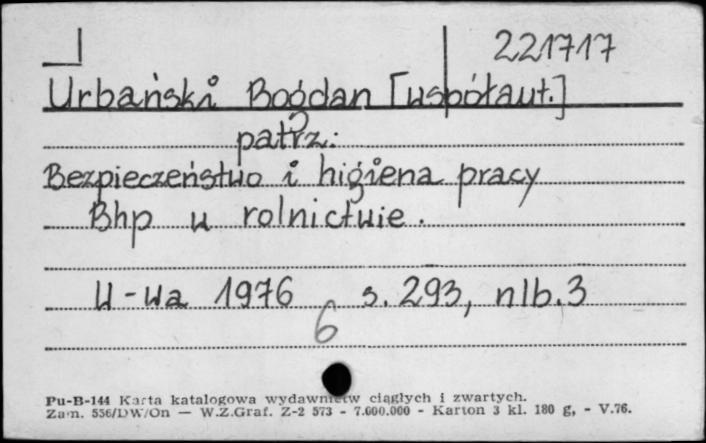 221717
Urbański Bogdan [współaut.]
patrz:
Bezpieczeństwo i higiena pracy
Bhp w rolnictwie.
W-wa 1976 s. 293, nlb. 3
6
Pu-B-144 Karta katalogowa wydawnictw ciągłych i zwartych.
Zam. 556/DW/On — W.Z.Graf. Z-2 573 - 7.000.000 - Karton 3 kl. 180 g, - V.76.